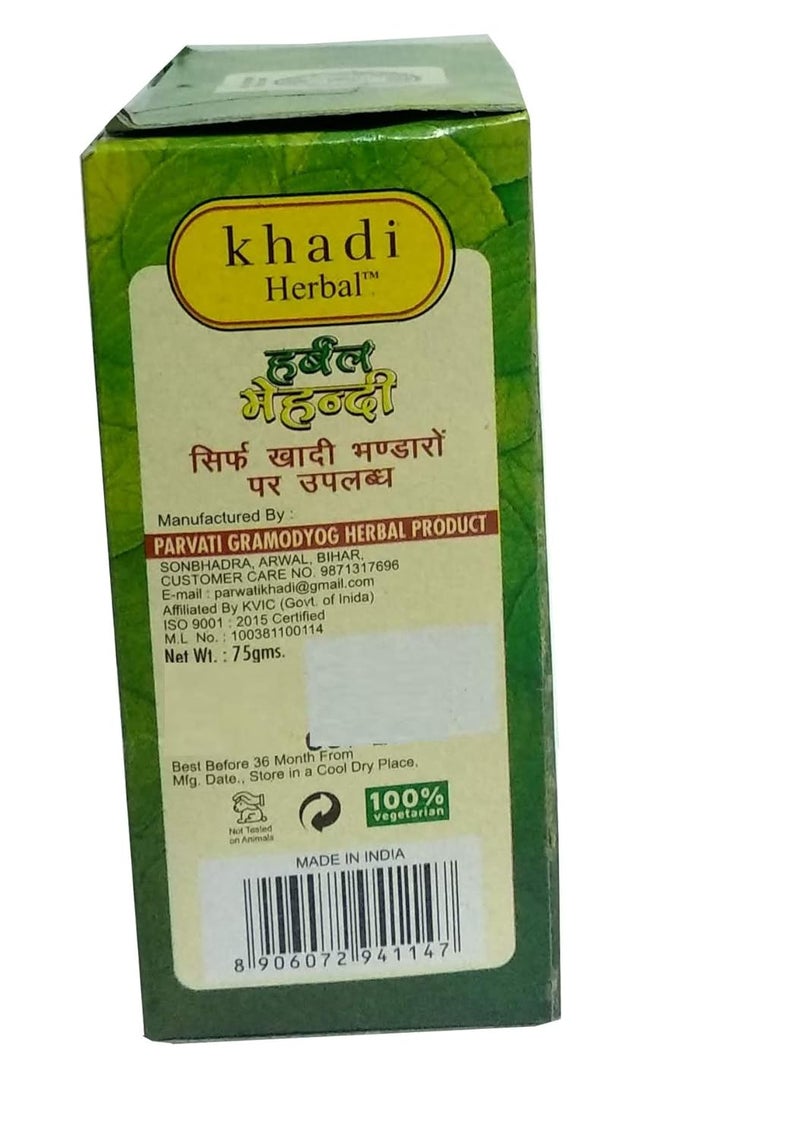 khadi
Herbal™
हर्बल
मेहन्दी
सिर्फ खादी भण्डारों
पर उपलब्ध
Manufactured By :
PARVATI GRAMODYOG HERBAL PRODUCT
SONBHADRA, ARWAL, BIHAR,
CUSTOMER CARE NO. 9871317696
E-mail : parwatikhadi@gmail.com
Affiliated By KVIC (Govt. of Inida)
ISO 9001 : 2015 Certified
M.L No. : 100381100114
Net Wt. : 75gms.
Best Before 36 Month From
Mfg. Date., Store in a Cool Dry Place.
Not Tested
on Animals
100%
vegetarian
MADE IN INDIA
8 906072 941147